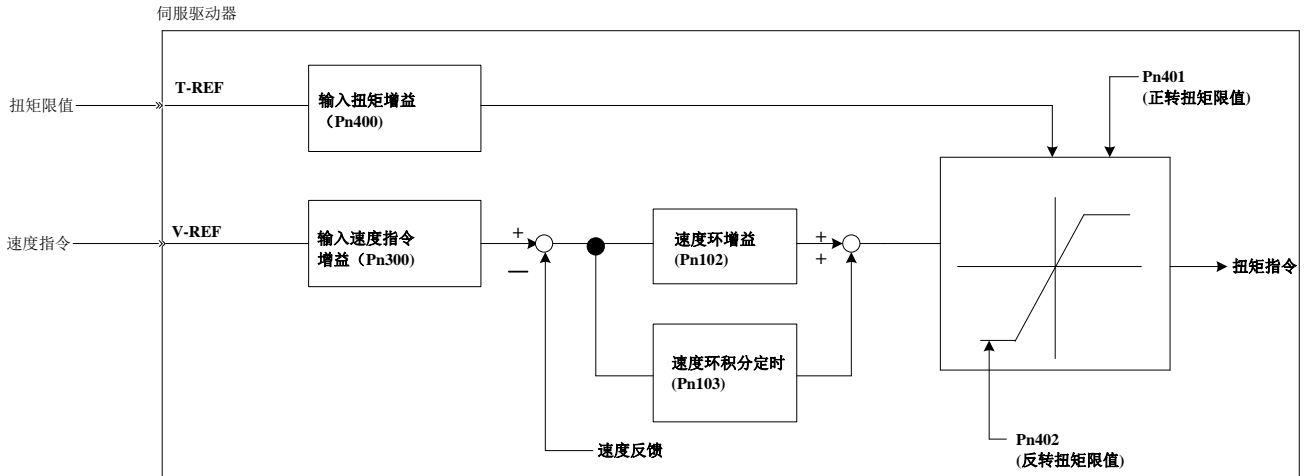 伺服驱动器
扭矩限值
T-REF
输入扭矩增益
（Pn400)
Pn401
(正转扭矩限值)
速度指令
V-REF
输入速度指令
增益（Pn300)
+
—
速度环增益
(Pn102)
+
+
扭矩指令
速度环积分定时
(Pn103)
速度反馈
Pn402
(反转扭矩限值)